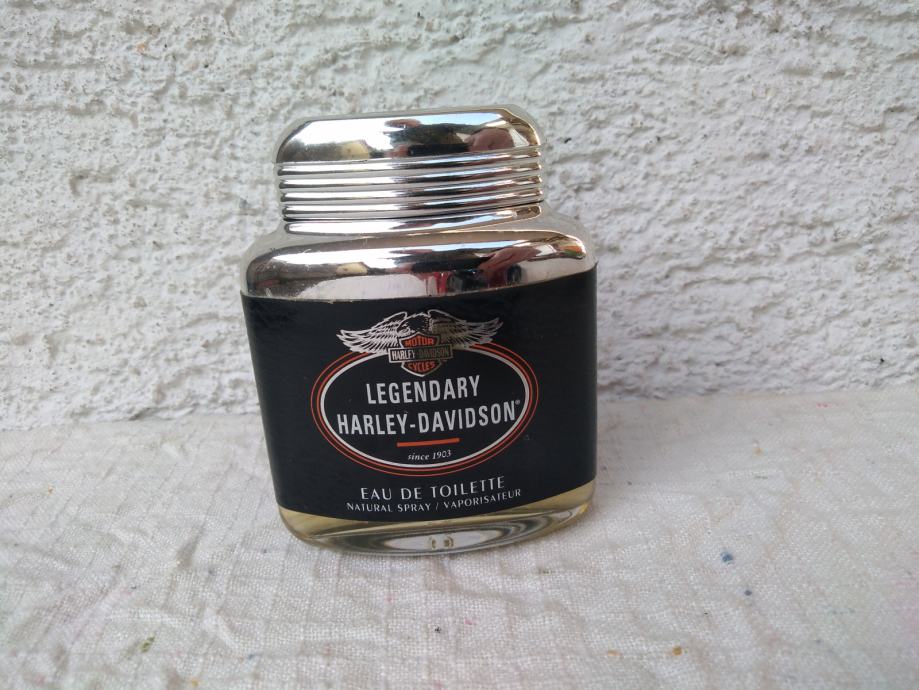 MOTOR
HARLEY-DAVIDSON
CYCLES
LEGENDARY
HARLEY-DAVIDSON®
since 1903
EAU DE TOILETTE
NATURAL SPRAY / VAPORISATEUR